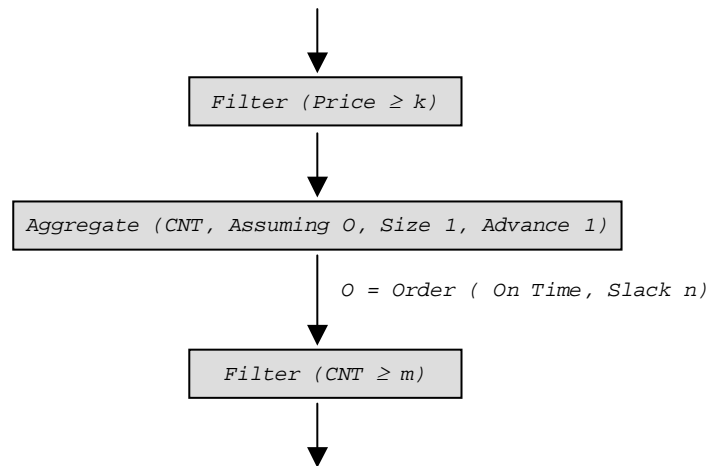 Filter (Price ≥ k)
Aggregate (CNT, Assuming O, Size 1, Advance 1)
O = Order ( On Time, Slack n)
Filter (CNT ≥ m)